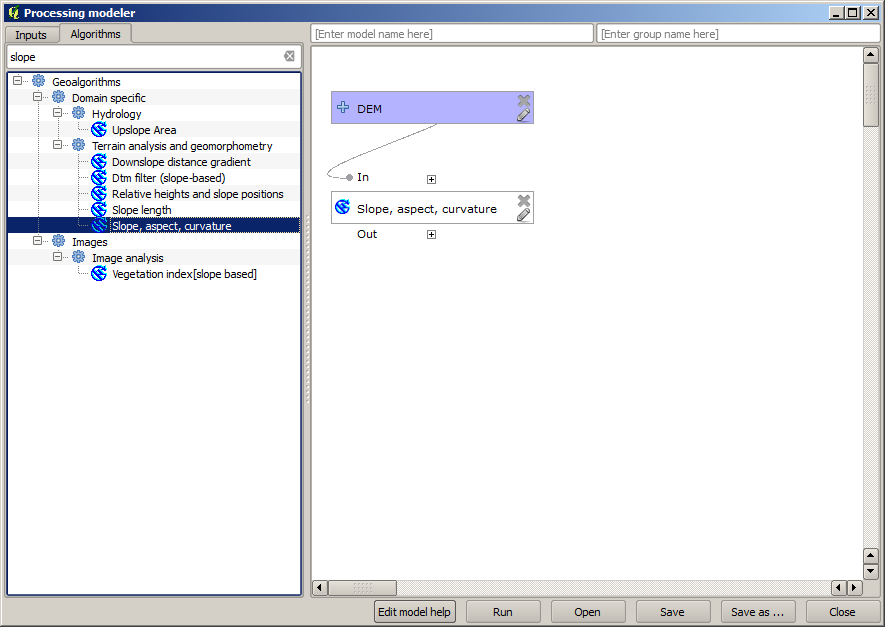 Processing modeler
Inputs
Algorithms
[Enter model name here]
[Enter group name here]
slope
Geoalgorithms
Domain specific
Hydrology
Upslope Area
Terrain analysis and geomorphometry
Downslope distance gradient
Dtm filter (slope-based)
Relative heights and slope positions
Slope length
Slope, aspect, curvature
Images
Image analysis
Vegetation index[slope based]
DEM
In
Slope, aspect, curvature
Out
Edit model help
Run
Open
Save
Save as ...
Close